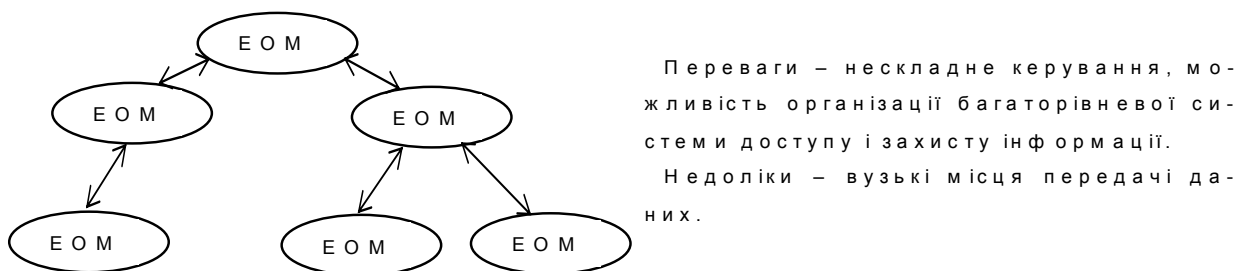 ЕОМ
ЕОМ
ЕОМ
ЕОМ
ЕОМ
ЕОМ
Переваги – нескладне керування, мо-
жливість організації багаторівневої си-
стеми доступу і захисту інформації.
Недоліки – вузькі місця передачі да-
них.